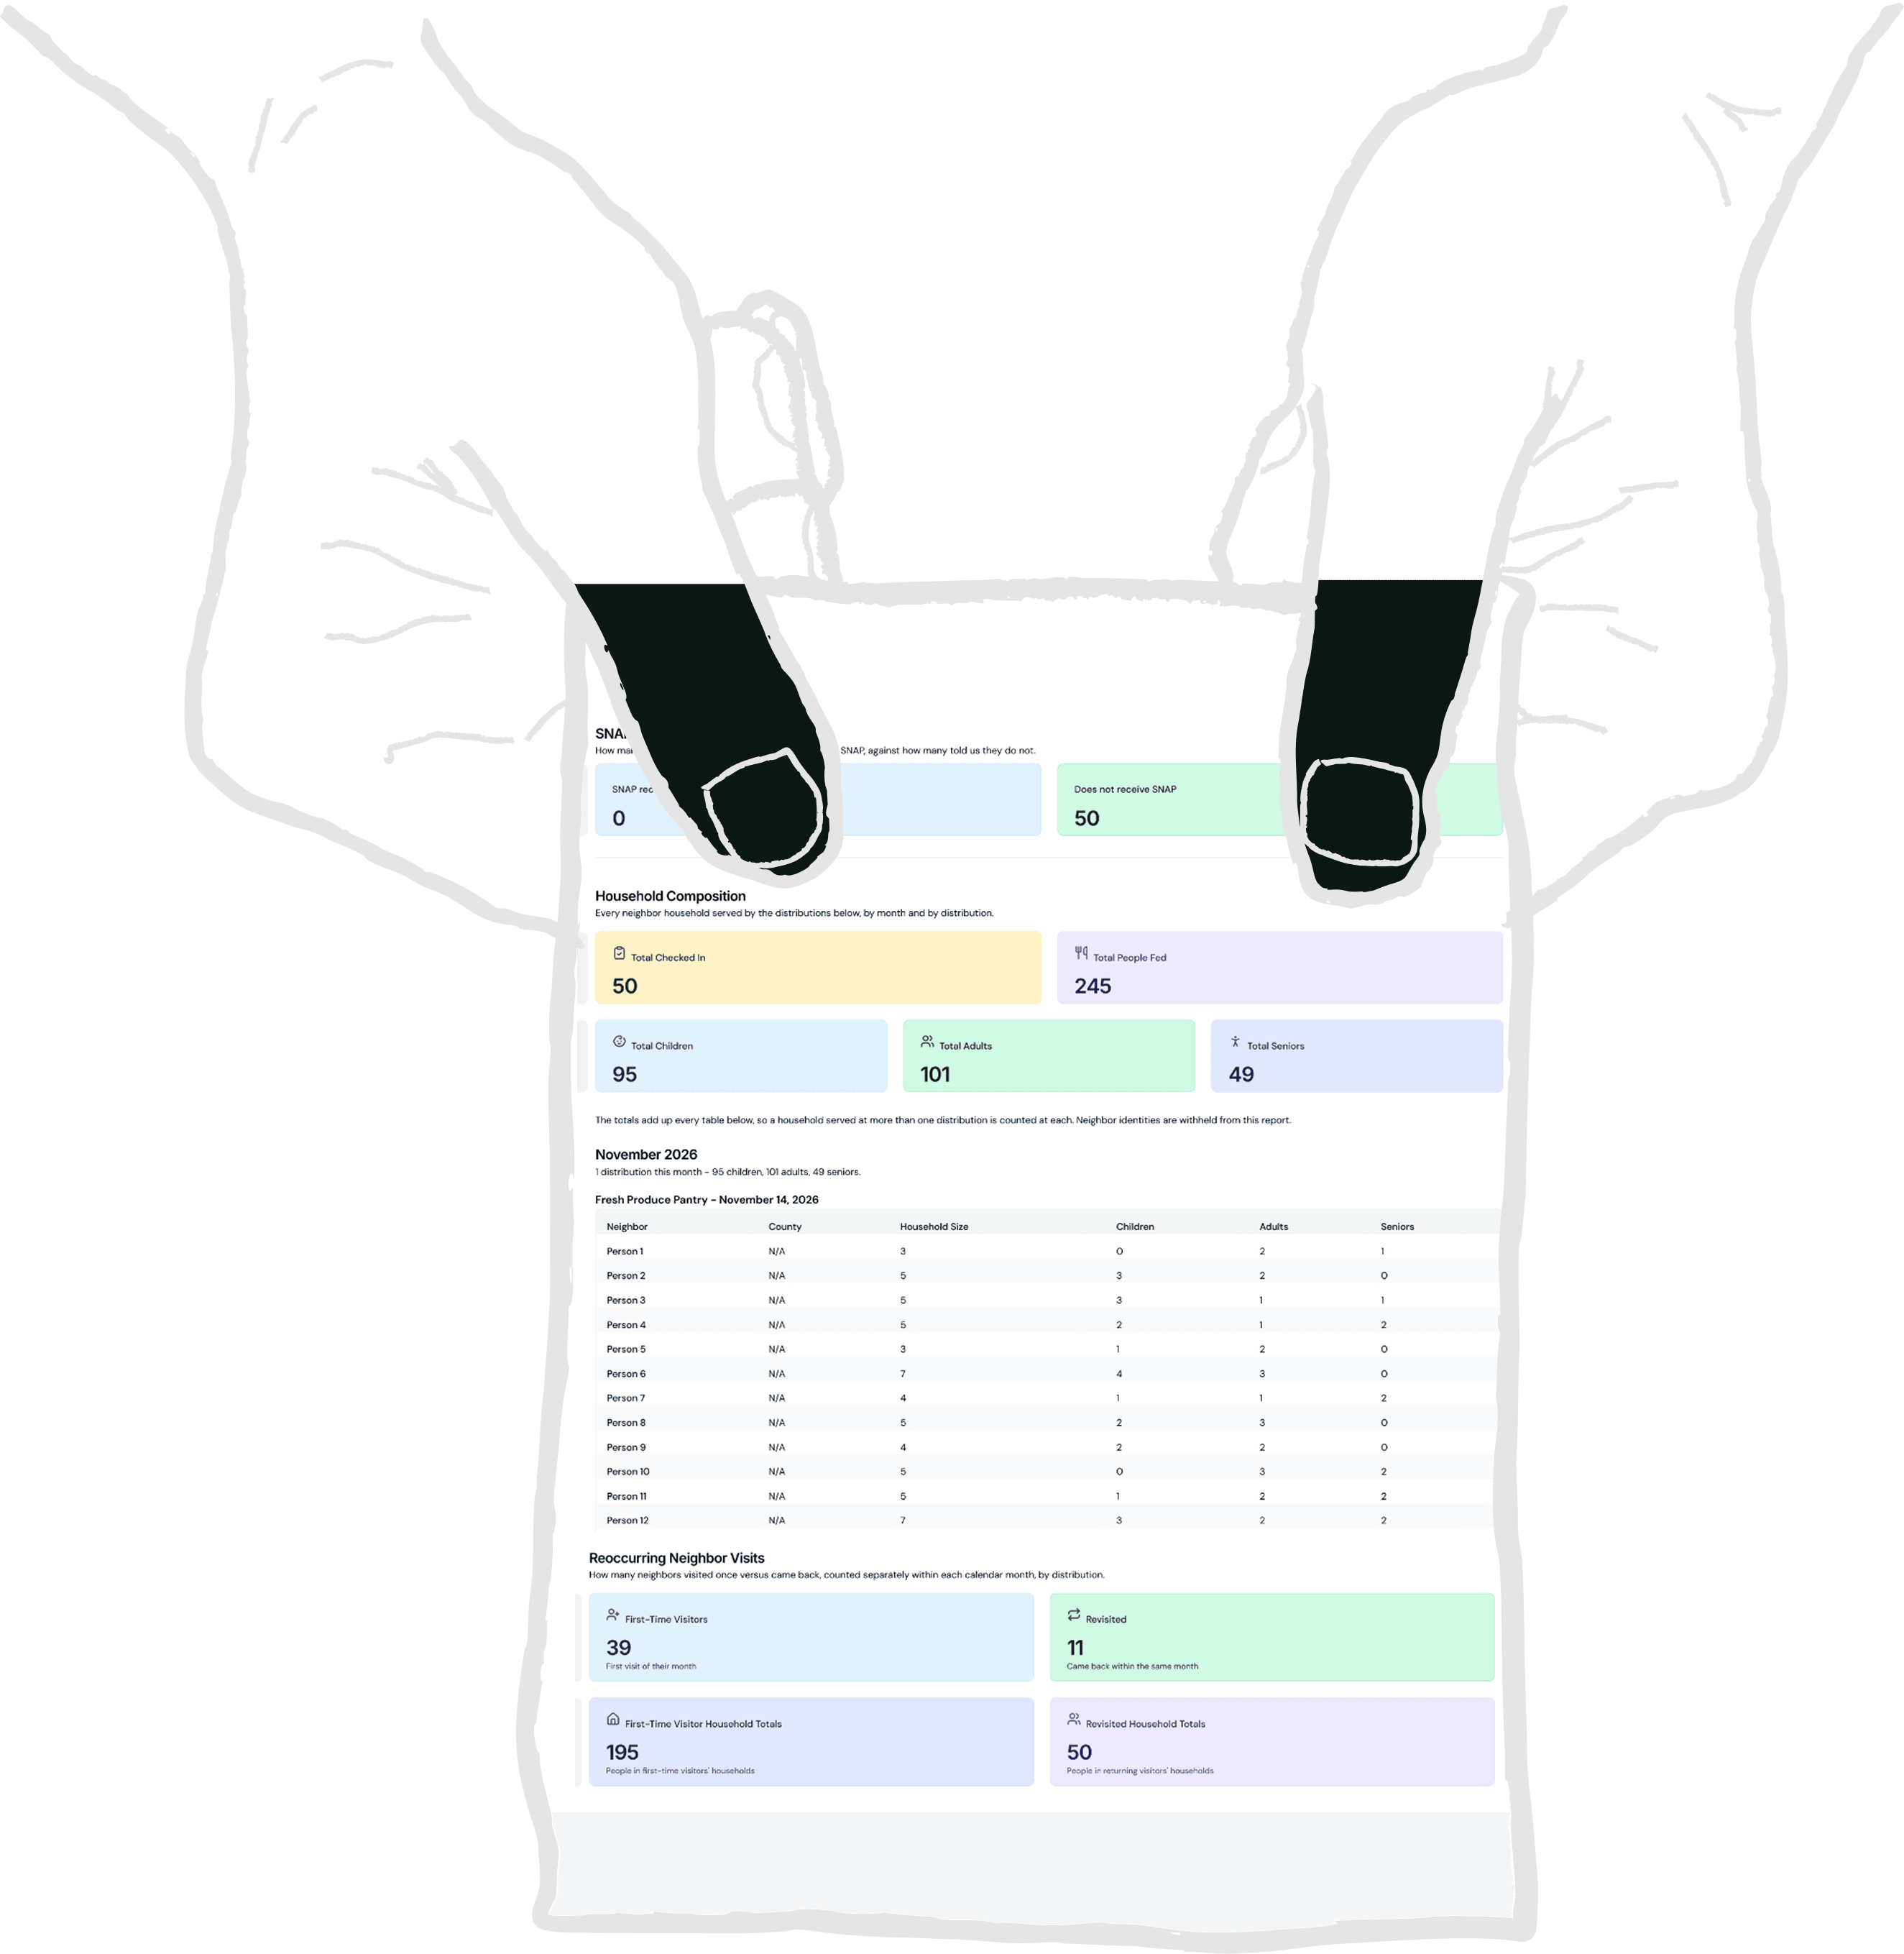 SNA
How ma SNAP, against how many told us they do not.
SNAP rec
0
Does not receive SNAP
50
Household Composition
Every neighbor household served by the distributions below, by month and by distribution.
Total Checked In
50
Total People Fed
245
Total Children
95
Total Adults
101
Total Seniors
49
The totals add up every table below, so a household served at more than one distribution is counted at each. Neighbor identities are withheld from this report.
November 2026
1 distribution this month - 95 children, 101 adults, 49 seniors.
Fresh Produce Pantry - November 14, 2026
Neighbor County Household Size Children Adults Seniors
Person 1 N/A 3 0 2 1
Person 2 N/A 5 3 2 0
Person 3 N/A 5 3 1 1
Person 4 N/A 5 2 1 2
Person 5 N/A 3 1 2 0
Person 6 N/A 7 4 3 0
Person 7 N/A 4 1 1 2
Person 8 N/A 5 2 3 0
Person 9 N/A 4 2 2 0
Person 10 N/A 5 0 3 2
Person 11 N/A 5 1 2 2
Person 12 N/A 7 3 2 2
Reoccurring Neighbor Visits
How many neighbors visited once versus came back, counted separately within each calendar month, by distribution.
First-Time Visitors
39
First visit of their month
Revisited
11
Came back within the same month
First-Time Visitor Household Totals
195
People in first-time visitors' households
Revisited Household Totals
50
People in returning visitors' households